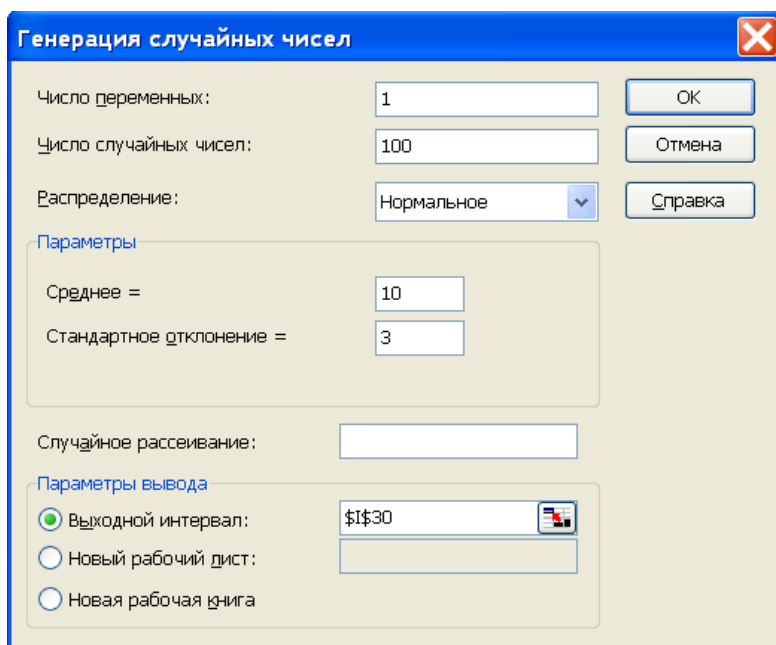 Генерация случайных чисел
Число переменных: 1 OK
Число случайных чисел: 100 Отмена
Распределение: Нормальное Справка
Параметры
Среднее = 10
Стандартное отклонение = 3
Случайное рассеивание:
Параметры вывода
Выходной интервал: $I$30
Новый рабочий лист:
Новая рабочая книга